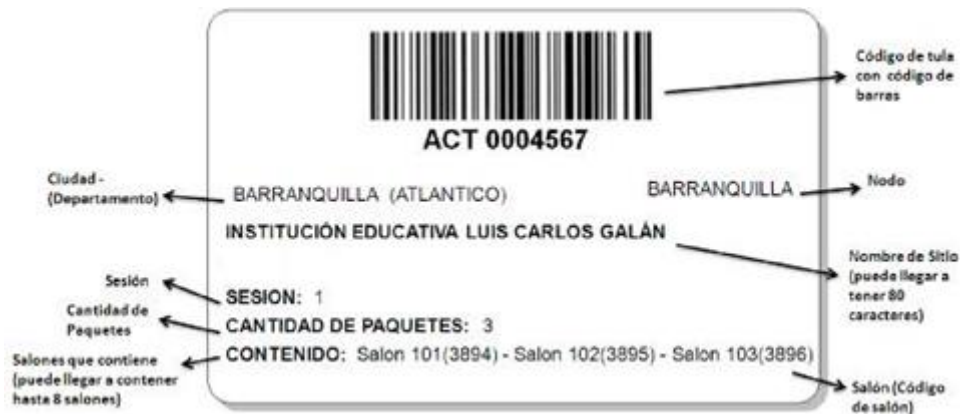 Código de tula
con código de
barras
ACT 0004567
Ciudad -
(Departamento)
BARRANQUILLA (ATLANTICO)
BARRANQUILLA
Nodo
INSTITUCIÓN EDUCATIVA LUIS CARLOS GALÁN
Nombre de Sitio
(puede llegar a
tener 80
caracteres)
Sesión
SESION: 1
Cantidad de
Paquetes
CANTIDAD DE PAQUETES: 3
Salones que contiene
(puede llegar a contener
hasta 8 salones)
CONTENIDO: Salon 101(3894) - Salon 102(3895) - Salon 103(3896)
Salón (Código
de salón)